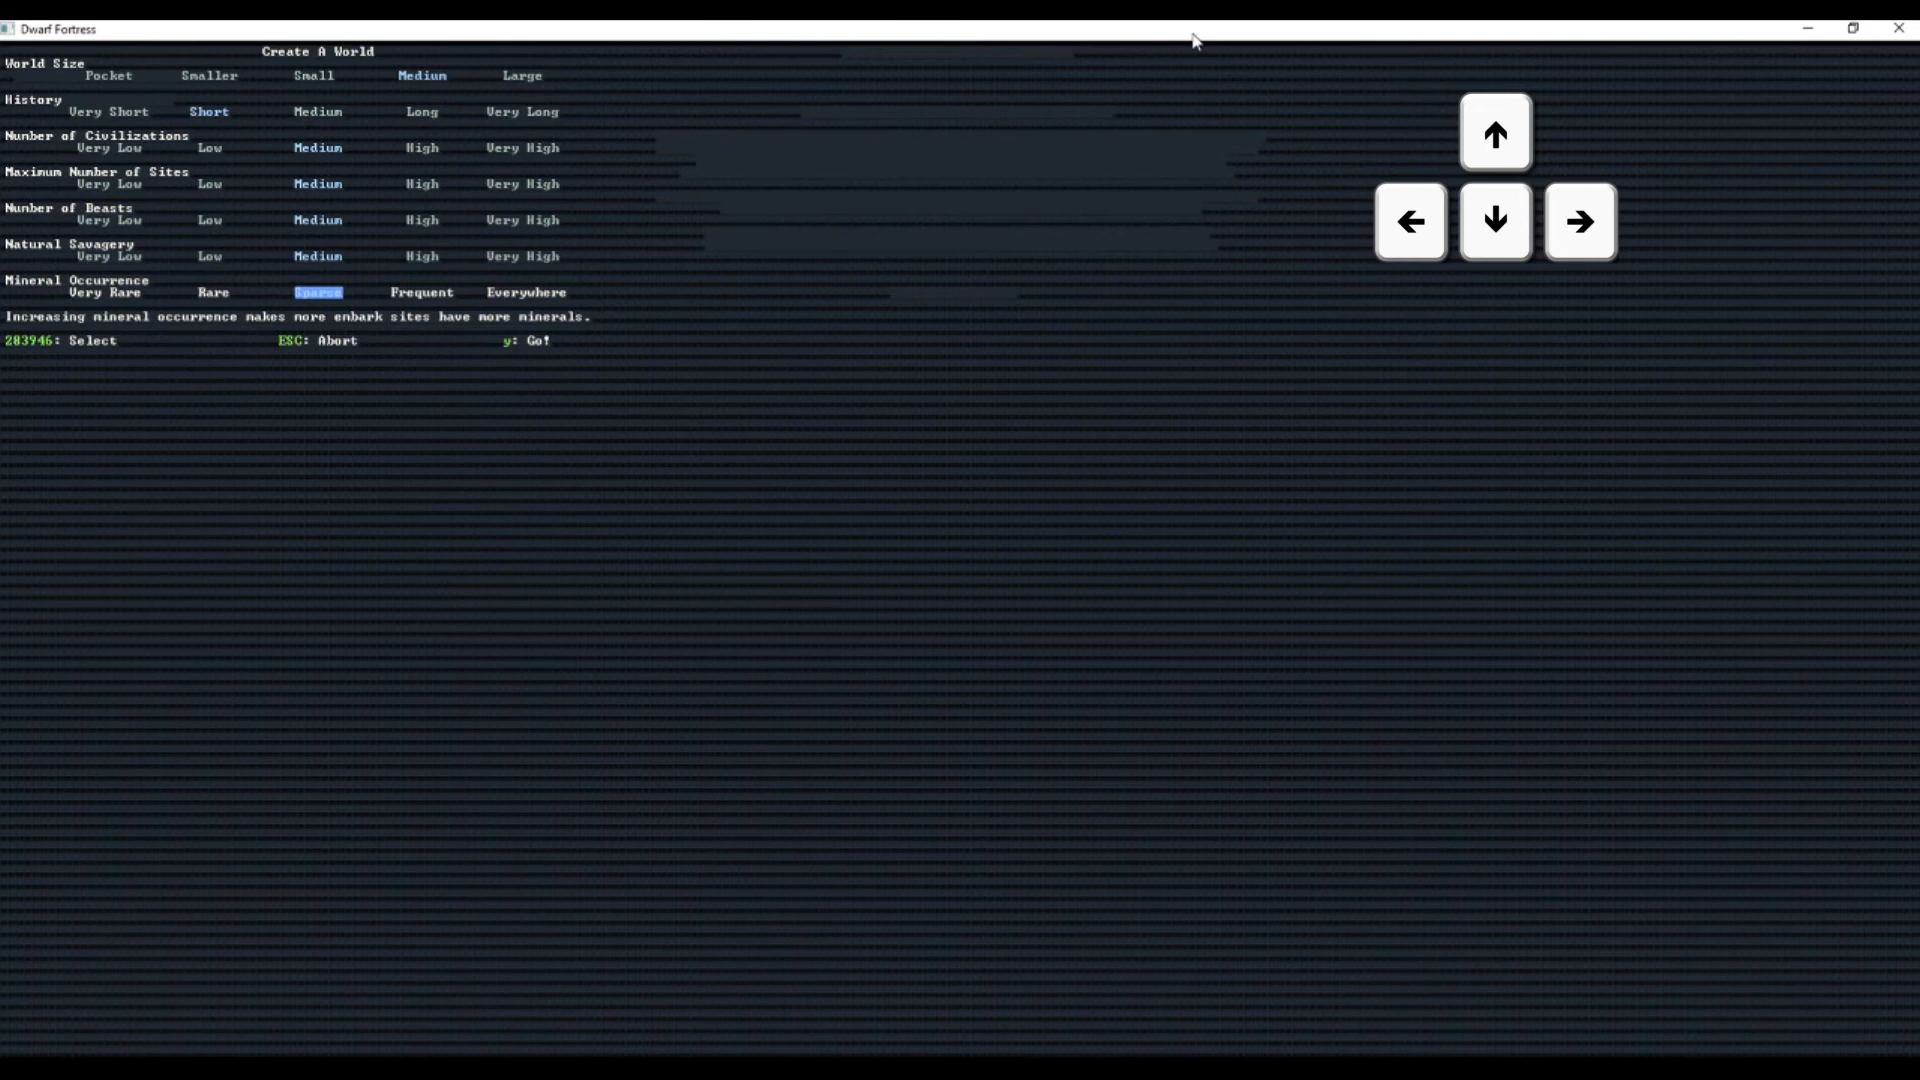 Dwarf Fortress
Create A World
World Size
Pocket Smaller Small Medium Large
History
Very Short Short Medium Long Very Long
Number of Civilizations
Very Low Low Medium High Very High
Maximum Number of Sites
Very Low Low Medium High Very High
Number of Beasts
Very Low Low Medium High Very High
Natural Savagery
Very Low Low Medium High Very High
Mineral Occurrence
Very Rare Rare Sparse Frequent Everywhere
Increasing mineral occurrence makes more embark sites have more minerals.
283946: Select ESC: Abort y: Go!